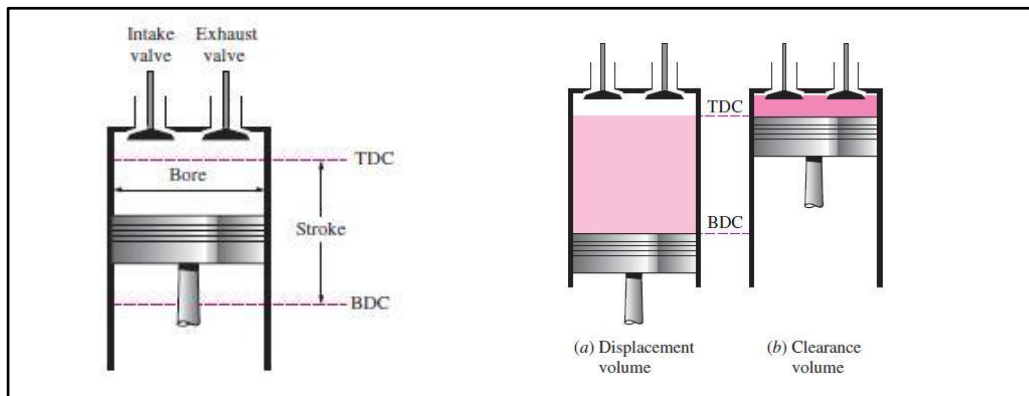 Intake Exhaust
valve valve
TDC
Bore
Stroke
BDC
TDC
BDC
(a) Displacement
volume
(b) Clearance
volume